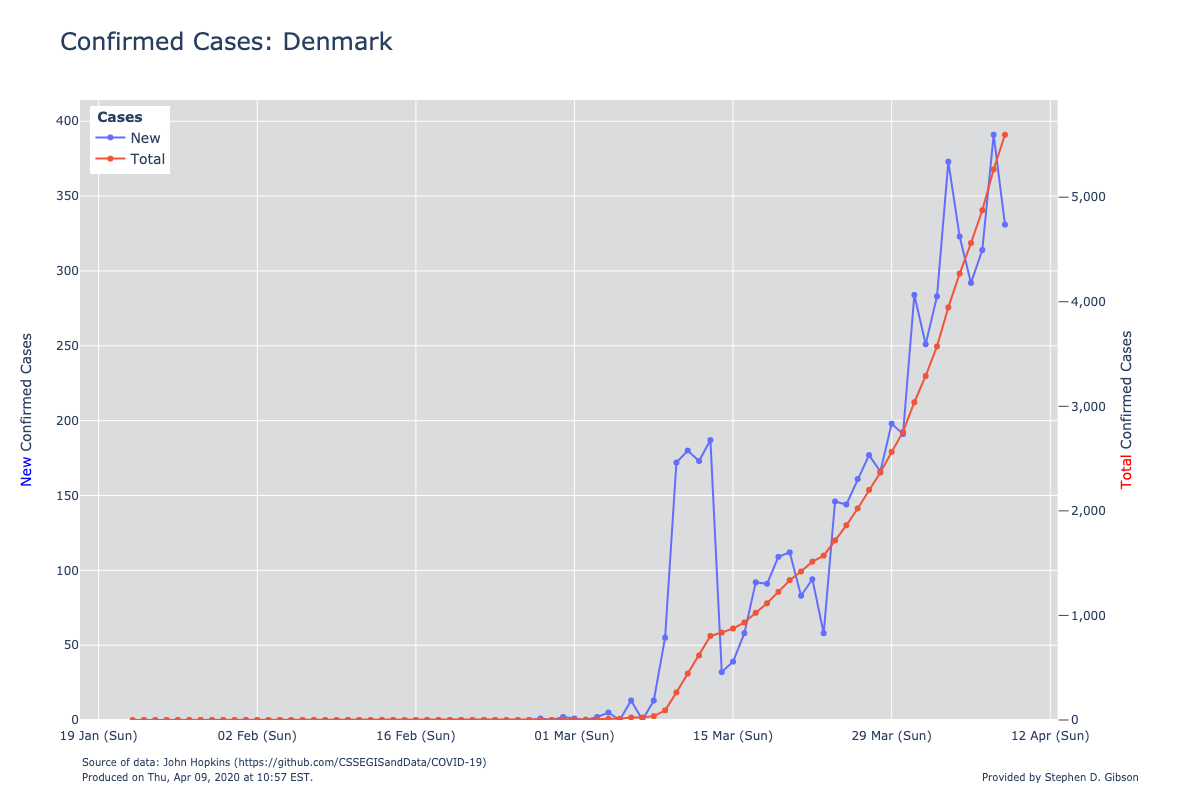 Confirmed Cases: Denmark
Cases
New
Total
400
350
300
250
200
150
100
50
0
New Confirmed Cases
5,000
4,000
3,000
2,000
1,000
0
Total Confirmed Cases
19 Jan (Sun)
02 Feb (Sun)
16 Feb (Sun)
01 Mar (Sun)
15 Mar (Sun)
29 Mar (Sun)
12 Apr (Sun)
Source of data: John Hopkins (https://github.com/CSSEGISandData/COVID-19)
Produced on Thu, Apr 09, 2020 at 10:57 EST.
Provided by Stephen D. Gibson